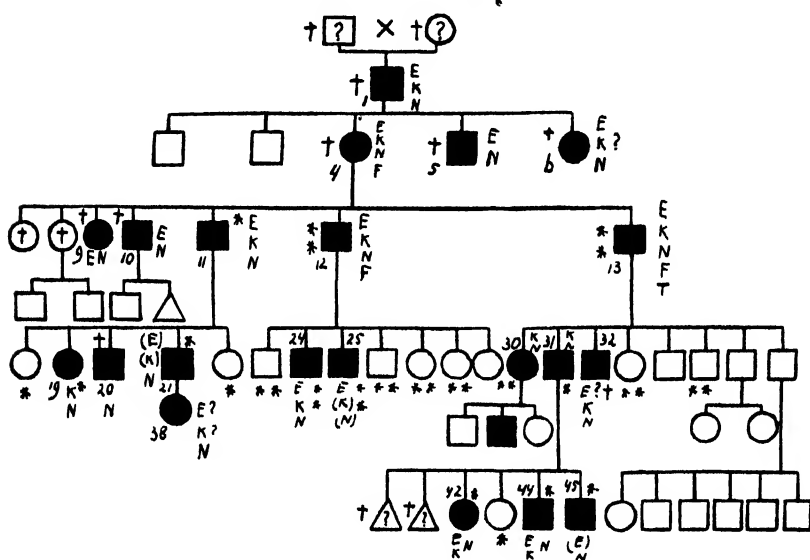 † ? × † ?
† 1 E K N
† 4 E K N F † 5 E N † 6 E K ? N
† † † 9 E N † 10 E N 11 * E K N * * 12 E K N F * * 13 E K N F T
* 19 K * N † 20 N (E) (K) N 21 * * * * 24 E * K * N 25 E * (K) * (N) * * * * * * 30 K N * * 31 K N * 32 E ? † K N * * * *
38 E ? K ? N
† ? † ? 42 * E N K * 44 * E N K 45 * (E) N